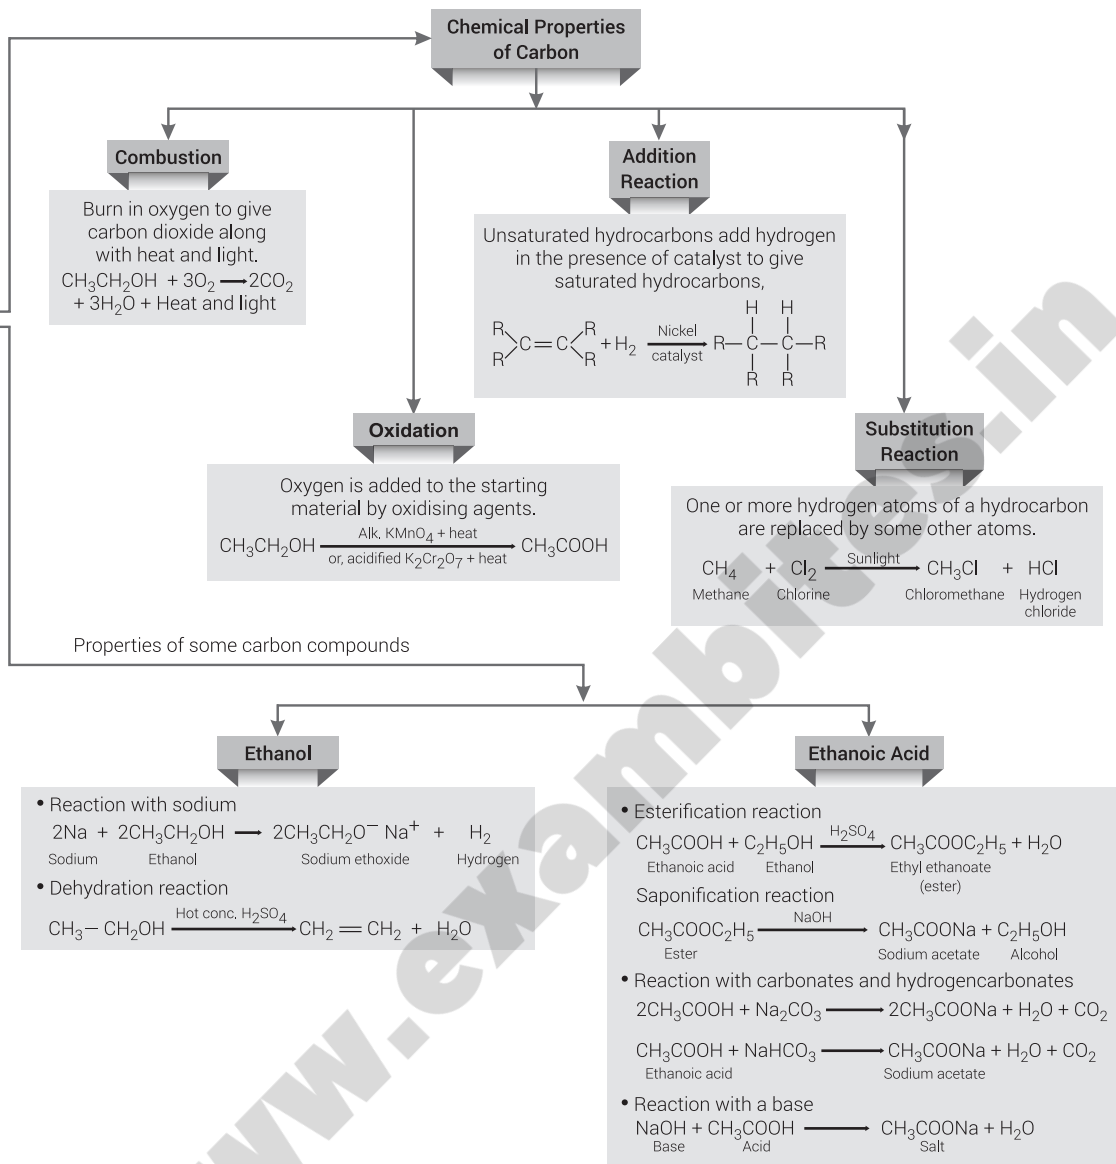 Chemical Properties
of Carbon
Combustion
Burn in oxygen to give
carbon dioxide along
with heat and light.
CH₃CH₂OH + 3O₂ ⟶ 2CO₂
+ 3H₂O + Heat and light
Addition
Reaction
Unsaturated hydrocarbons add hydrogen
in the presence of catalyst to give
saturated hydrocarbons,
H H
R R Nickel
C=C + H₂ ⟶ R—C—C—R
R R catalyst
R R
Oxidation
Oxygen is added to the starting
material by oxidising agents.
Alk, KMnO₄ + heat
CH₃CH₂OH ⟶ CH₃COOH
or, acidified K₂Cr₂O₇ + heat
Substitution
Reaction
One or more hydrogen atoms of a hydrocarbon
are replaced by some other atoms.
Sunlight
CH₄ + Cl₂ ⟶ CH₃Cl + HCl
Methane Chlorine Chloromethane Hydrogen
chloride
Properties of some carbon compounds
Ethanol
• Reaction with sodium
2Na + 2CH₃CH₂OH ⟶ 2CH₃CH₂O⁻ Na⁺ + H₂
Sodium Ethanol Sodium ethoxide Hydrogen
• Dehydration reaction
Hot conc, H₂SO₄
CH₃— CH₂OH ⟶ CH₂ = CH₂ + H₂O
Ethanoic Acid
• Esterification reaction
H₂SO₄
CH₃COOH + C₂H₅OH ⟶ CH₃COOC₂H₅ + H₂O
Ethanoic acid Ethanol Ethyl ethanoate
(ester)
Saponification reaction
NaOH
CH₃COOC₂H₅ ⟶ CH₃COONa + C₂H₅OH
Ester Sodium acetate Alcohol
• Reaction with carbonates and hydrogencarbonates
2CH₃COOH + Na₂CO₃ ⟶ 2CH₃COONa + H₂O + CO₂
CH₃COOH + NaHCO₃ ⟶ CH₃COONa + H₂O + CO₂
Ethanoic acid Sodium acetate
• Reaction with a base
NaOH + CH₃COOH ⟶ CH₃COONa + H₂O
Base Acid Salt
www.exambites.in